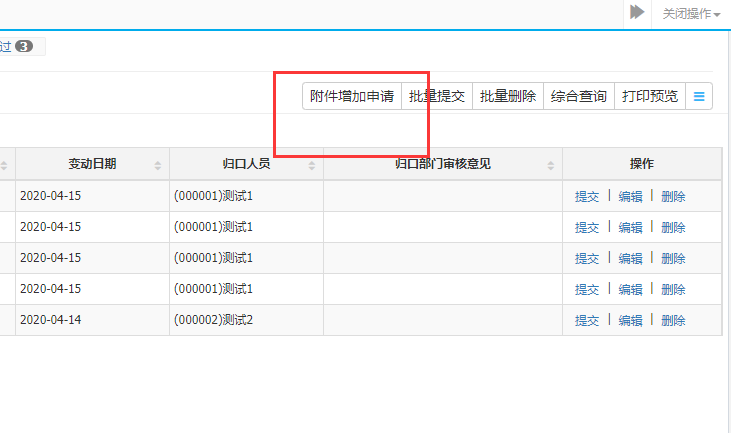 关闭操作
过 3
附件增加申请 批量提交 批量删除 综合查询 打印预览
变动日期 归口人员 归口部门审核意见 操作
2020-04-15 (000001)测试1 提交 | 编辑 | 删除
2020-04-15 (000001)测试1 提交 | 编辑 | 删除
2020-04-15 (000001)测试1 提交 | 编辑 | 删除
2020-04-15 (000001)测试1 提交 | 编辑 | 删除
2020-04-14 (000002)测试2 提交 | 编辑 | 删除